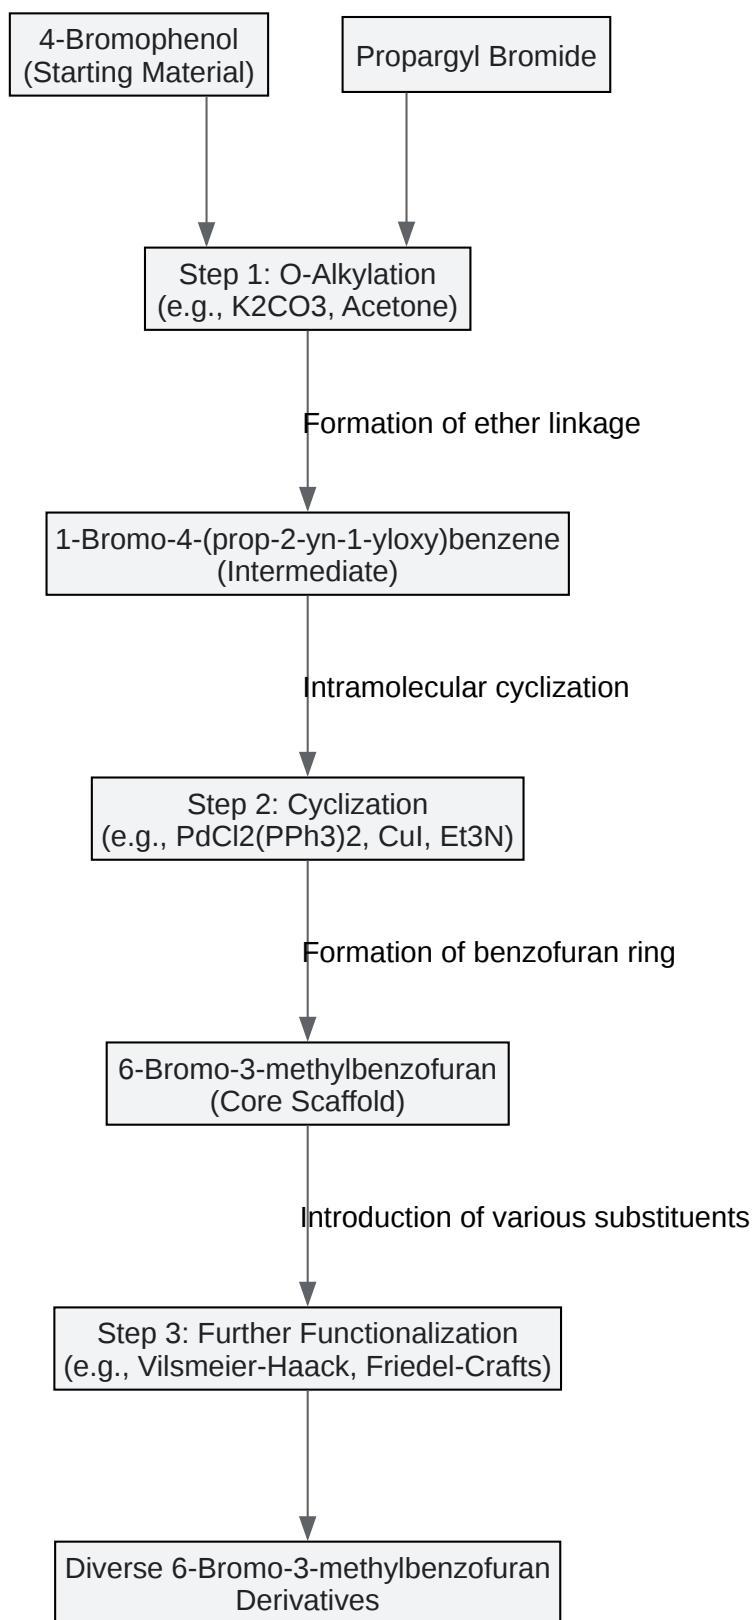 4-Bromophenol
(Starting Material)
Propargyl Bromide
Step 1: O-Alkylation
(e.g., K2CO3, Acetone)
Formation of ether linkage
1-Bromo-4-(prop-2-yn-1-yloxy)benzene
(Intermediate)
Intramolecular cyclization
Step 2: Cyclization
(e.g., PdCl2(PPh3)2, CuI, Et3N)
Formation of benzofuran ring
6-Bromo-3-methylbenzofuran
(Core Scaffold)
Introduction of various substituents
Step 3: Further Functionalization
(e.g., Vilsmeier-Haack, Friedel-Crafts)
Diverse 6-Bromo-3-methylbenzofuran
Derivatives